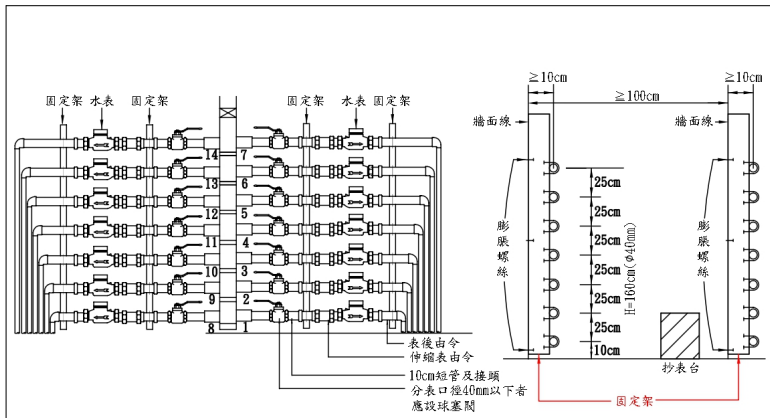 固定架
水表
固定架
固定架
水表
固定架
14
7
13
6
12
5
11
4
10
3
9
2
8
1
表後由令
伸縮表由令
10cm短管及接頭
分表口徑40mm以下者
應設球塞閥
≥10cm
≥10cm
≥100cm
牆面線
牆面線
膨脹螺絲
膨脹螺絲
25cm
25cm
25cm
25cm
25cm
25cm
10cm
H=160cm(Φ40mm)
抄表台
固定架